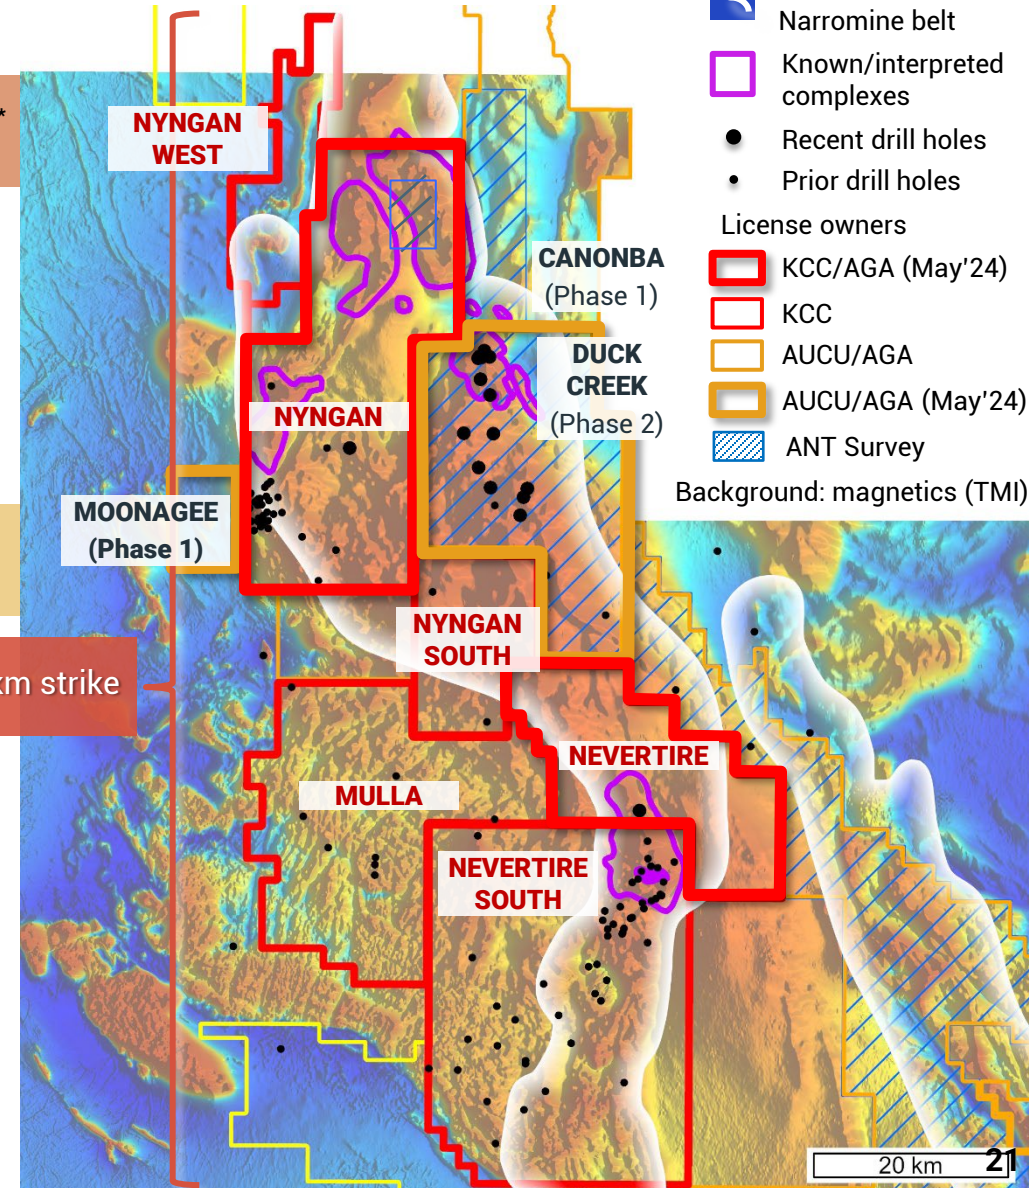 Narromine belt
Known/interpreted
complexes
Recent drill holes
Prior drill holes
License owners
KCC/AGA (May'24)
KCC
AUCU/AGA
AUCU/AGA (May'24)
ANT Survey
Background: magnetics (TMI)
*
NYNGAN
WEST
CANONBA
(Phase 1)
DUCK
CREEK
(Phase 2)
NYNGAN
MOONAGEE
(Phase 1)
NYNGAN
SOUTH
km strike
NEVERTIRE
MULLA
NEVERTIRE
SOUTH
20 km
21